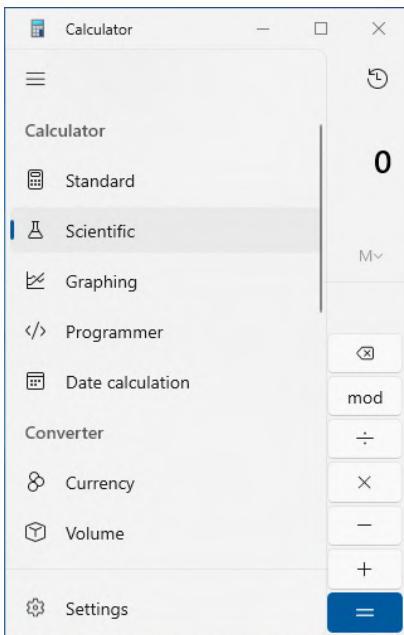 Calculator
Calculator
0
Standard
Scientific
M
Graphing
Programmer
Date calculation
mod
Converter
÷
Currency
×
Volume
−
+
Settings
=